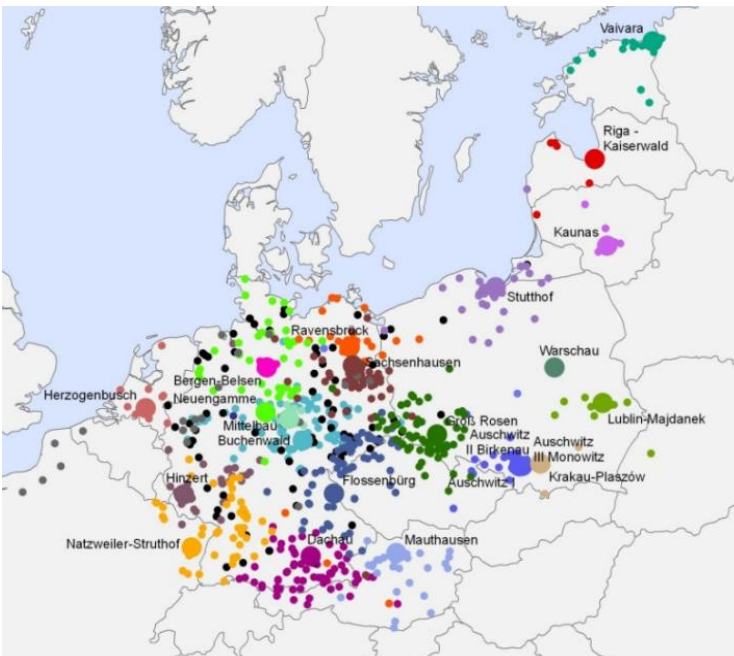 Vaivara
Riga -
Kaiserwald
Kaunas
Stutthof
Ravensbrück
Sachsenhausen
Warschau
Bergen-Belsen
Herzogenbusch
Neuengamme
Lublin-Majdanek
Mittelbau
Groß Rosen
Buchenwald
Auschwitz
II Birkenau
Auschwitz
III Monowitz
Hinzert
Flossenbürg
Auschwitz I
Krakau-Plaszów
Natzweiler-Struthof
Dachau
Mauthausen